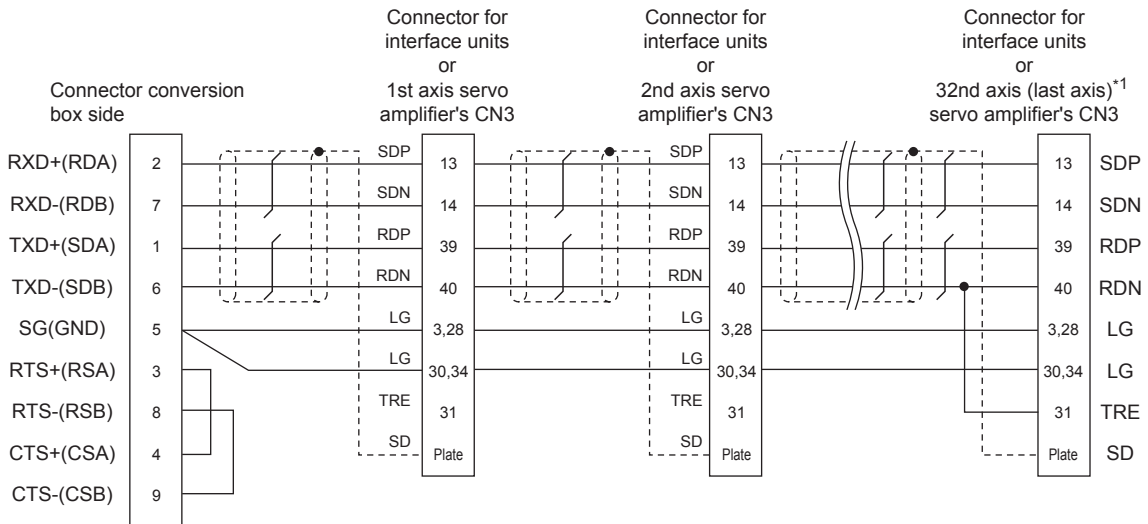 Connector for
interface units
or
1st axis servo
amplifier's CN3
Connector for
interface units
or
2nd axis servo
amplifier's CN3
Connector for
interface units
or
32nd axis (last axis)*1
servo amplifier's CN3
Connector conversion
box side
RXD+(RDA) 2 SDP 13 SDP 13 13 SDP
RXD-(RDB) 7 SDN 14 SDN 14 14 SDN
TXD+(SDA) 1 RDP 39 RDP 39 39 RDP
TXD-(SDB) 6 RDN 40 RDN 40 40 RDN
SG(GND) 5 LG 3,28 LG 3,28 3,28 LG
RTS+(RSA) 3 LG 30,34 LG 30,34 30,34 LG
RTS-(RSB) 8 TRE 31 TRE 31 31 TRE
CTS+(CSA) 4 SD Plate SD Plate Plate SD
CTS-(CSB) 9